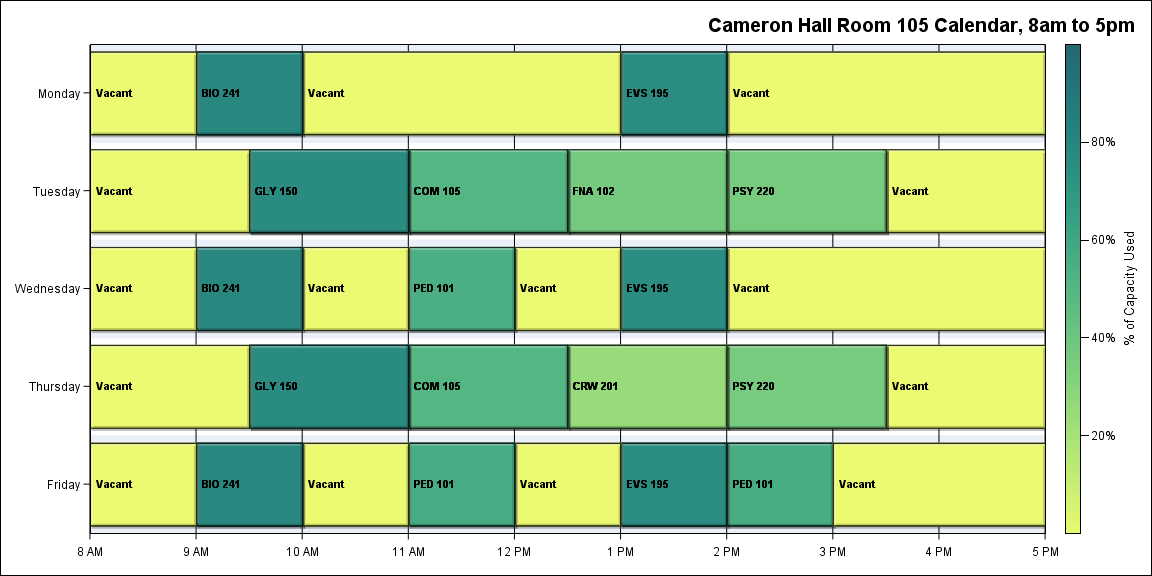 Cameron Hall Room 105 Calendar, 8am to 5pm
Monday Vacant BIO 241 Vacant EVS 195 Vacant
Tuesday Vacant GLY 150 COM 105 FNA 102 PSY 220 Vacant
Wednesday Vacant BIO 241 Vacant PED 101 Vacant EVS 195 Vacant
Thursday Vacant GLY 150 COM 105 CRW 201 PSY 220 Vacant
Friday Vacant BIO 241 Vacant PED 101 Vacant EVS 195 PED 101 Vacant
8 AM 9 AM 10 AM 11 AM 12 PM 1 PM 2 PM 3 PM 4 PM 5 PM
80%
60%
40%
20%
% of Capacity Used